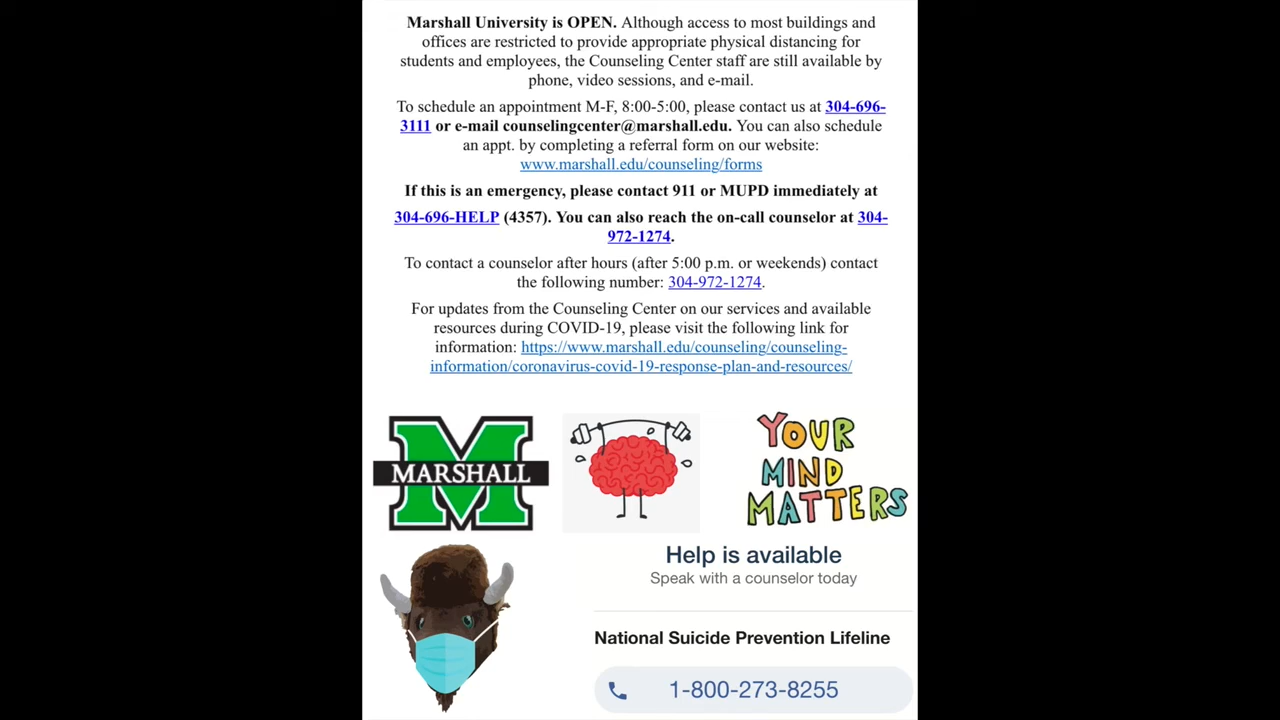 Marshall University is OPEN. Although access to most buildings and
offices are restricted to provide appropriate physical distancing for
students and employees, the Counseling Center staff are still available by
phone, video sessions, and e-mail.
To schedule an appointment M-F, 8:00-5:00, please contact us at 304-696-
3111 or e-mail counselingcenter@marshall.edu. You can also schedule
an appt. by completing a referral form on our website:
www.marshall.edu/counseling/forms
If this is an emergency, please contact 911 or MUPD immediately at
304-696-HELP (4357). You can also reach the on-call counselor at 304-
972-1274.
To contact a counselor after hours (after 5:00 p.m. or weekends) contact
the following number: 304-972-1274.
For updates from the Counseling Center on our services and available
resources during COVID-19, please visit the following link for
information: https://www.marshall.edu/counseling/counseling-
information/coronavirus-covid-19-response-plan-and-resources/
M
MARSHALL
YOUR
MIND
MATTERS
Help is available
Speak with a counselor today
National Suicide Prevention Lifeline
1-800-273-8255